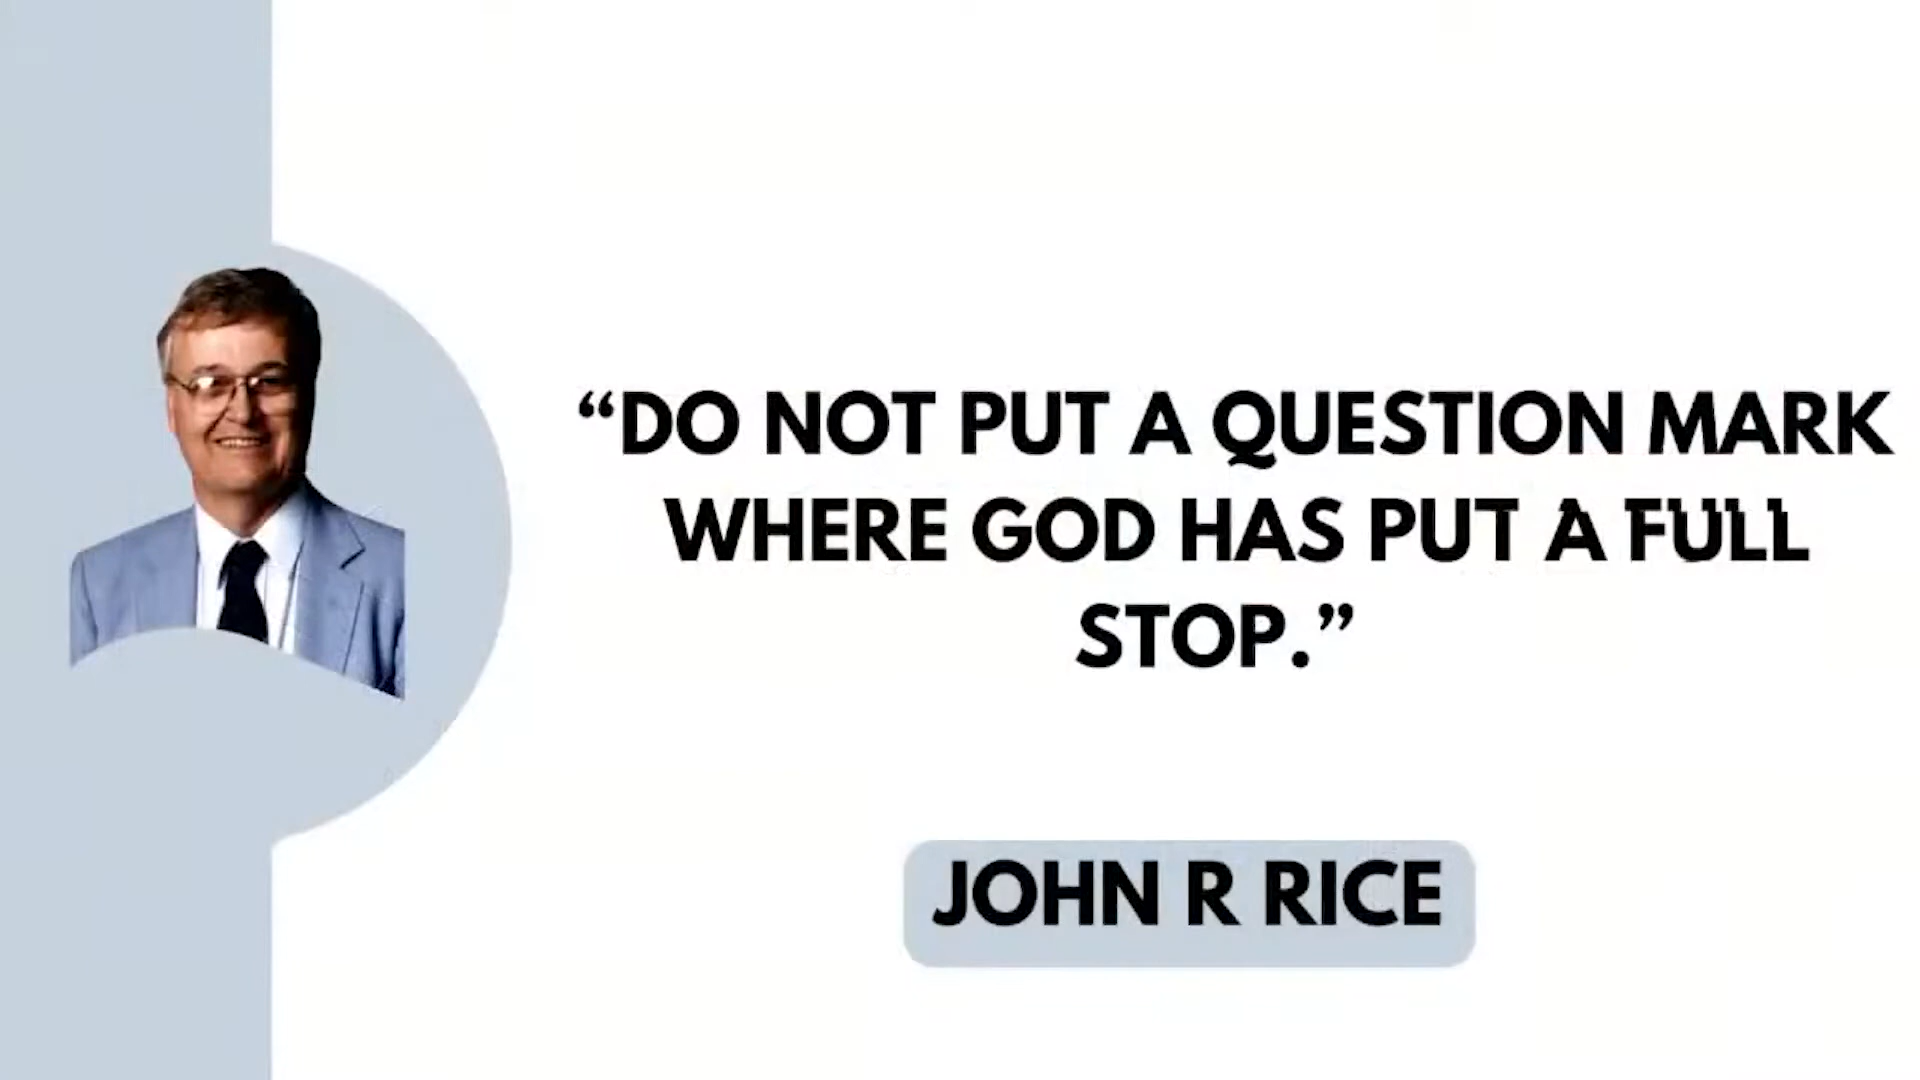 “DO NOT PUT A QUESTION MARK
WHERE GOD HAS PUT A FULL
STOP.”
JOHN R RICE